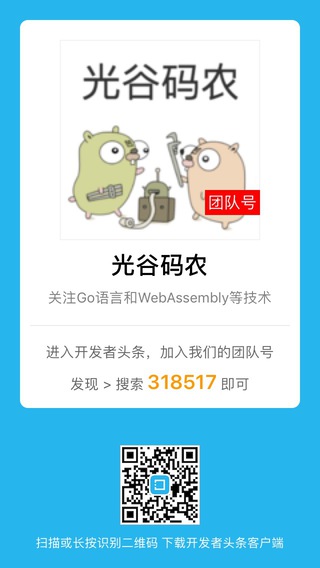 光谷码农
团队号
光谷码农
关注Go语言和WebAssembly等技术
进入开发者头条，加入我们的团队号
发现 > 搜索 318517 即可
扫描或长按识别二维码 下载开发者头条客户端